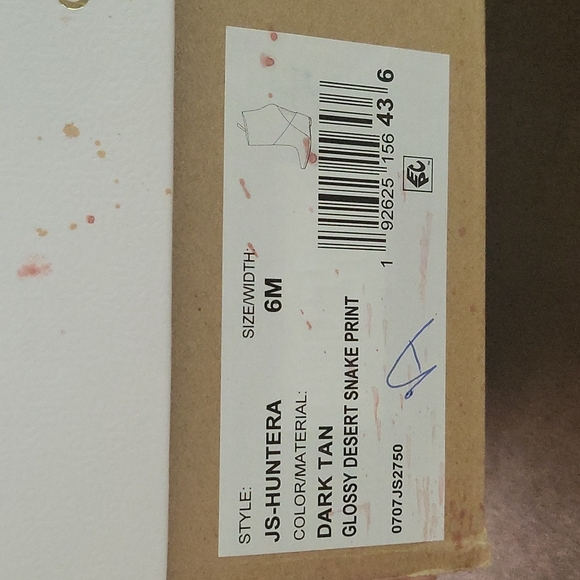 STYLE:
JS-HUNTERA
SIZE/WIDTH:
6M
COLOR/MATERIAL:
DARK TAN
GLOSSY DESERT SNAKE PRINT
0707JS2750
1 92625 156 43 6